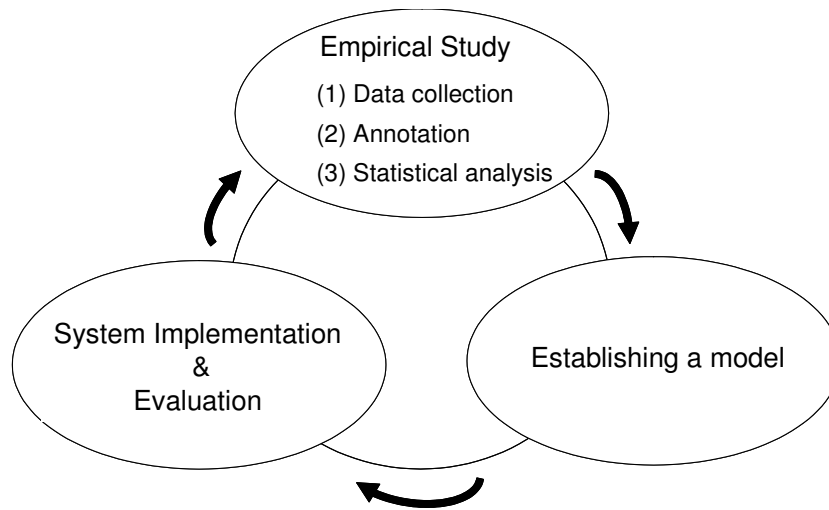 Empirical Study
(1) Data collection
(2) Annotation
(3) Statistical analysis
System Implementation
&
Evaluation
Establishing a model